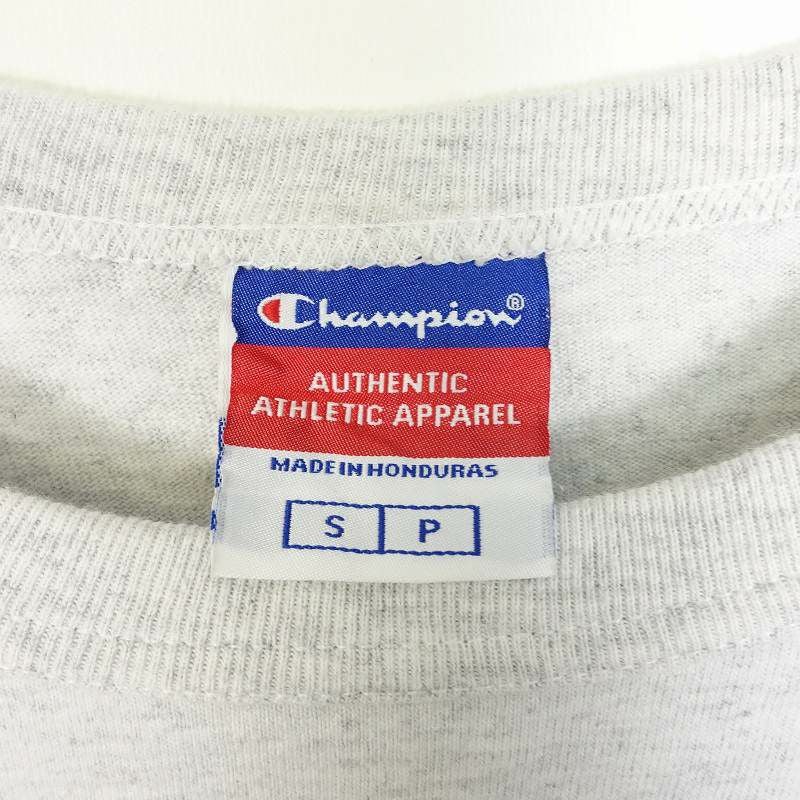 Champion®
AUTHENTIC
ATHLETIC APPAREL
MADE IN HONDURAS
S P